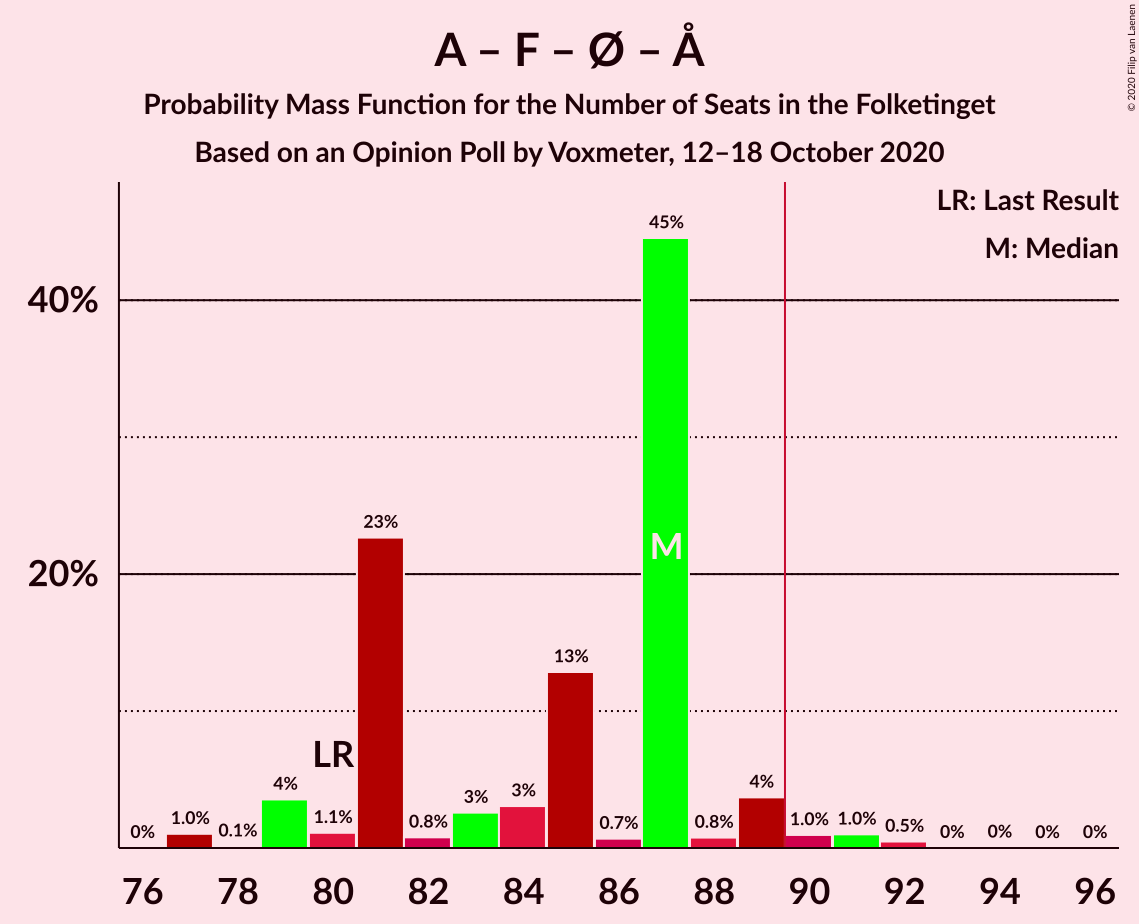 A – F – Ø – Å
Probability Mass Function for the Number of Seats in the Folketinget
Based on an Opinion Poll by Voxmeter, 12–18 October 2020
© 2020 Filip van Laenen
LR: Last Result
M: Median
40%
20%
0%
1.0%
0.1%
4%
LR
1.1%
23%
0.8%
3%
3%
13%
0.7%
45%
M
0.8%
4%
1.0%
1.0%
0.5%
0%
0%
0%
0%
76 78 80 82 84 86 88 90 92 94 96